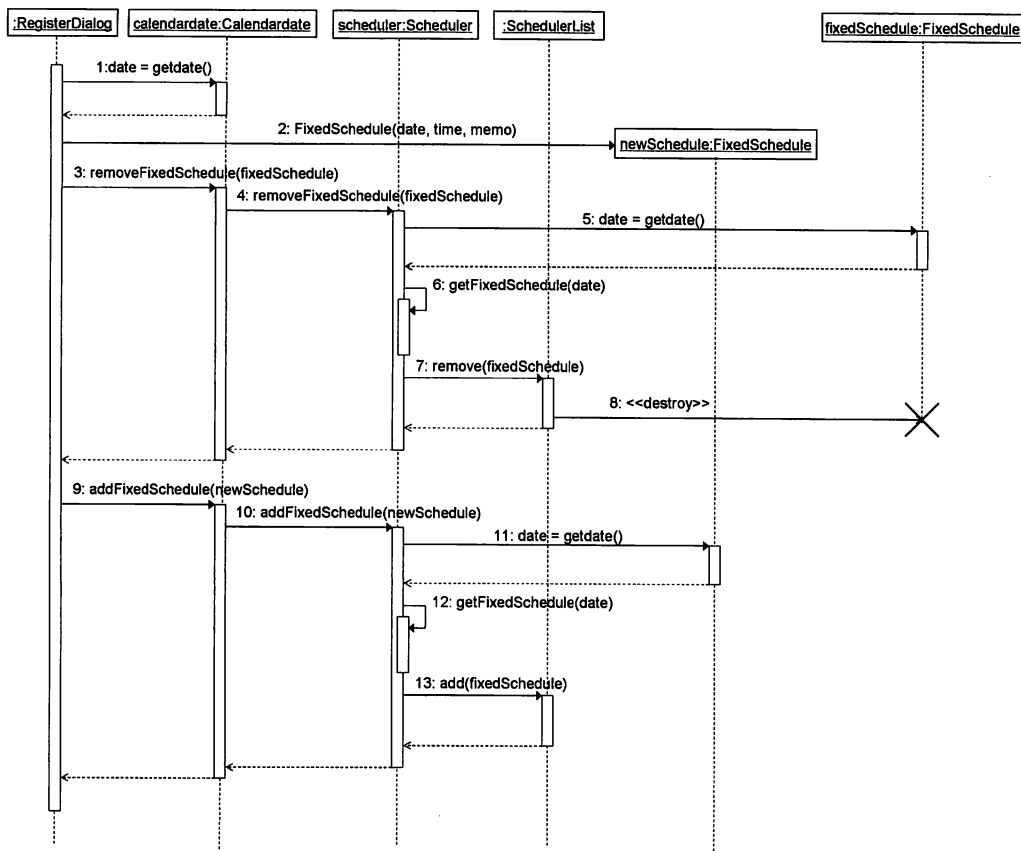 :RegisterDialog
calendardate:Calendardate
scheduler:Scheduler
:SchedulerList
fixedSchedule:FixedSchedule
1:date = getdate()
2: FixedSchedule(date, time, memo)
newSchedule:FixedSchedule
3: removeFixedSchedule(fixedSchedule)
4: removeFixedSchedule(fixedSchedule)
5: date = getdate()
6: getFixedSchedule(date)
7: remove(fixedSchedule)
8: <<destroy>>
9: addFixedSchedule(newSchedule)
10: addFixedSchedule(newSchedule)
11: date = getdate()
12: getFixedSchedule(date)
13: add(fixedSchedule)